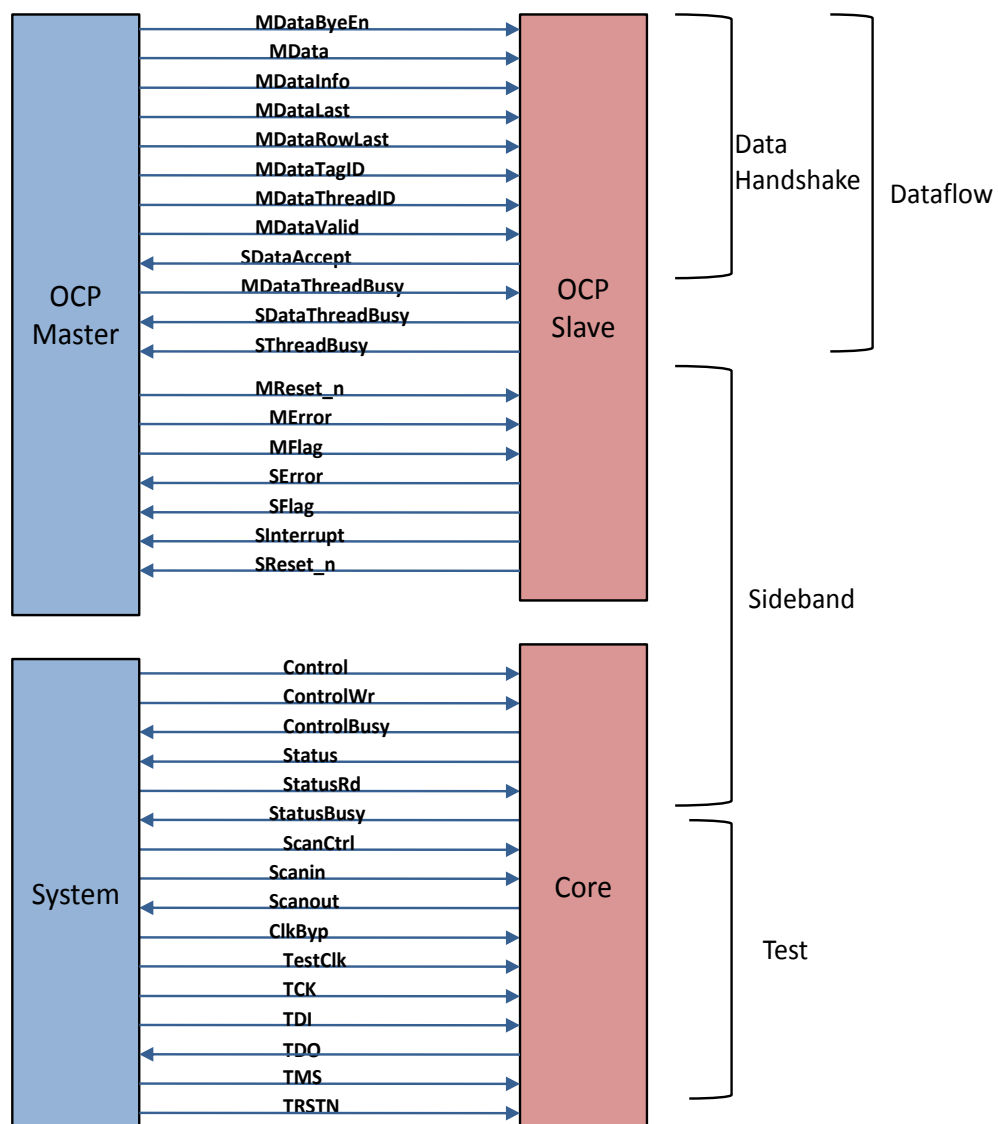 MDataByeEn
MData
MDataInfo
MDataLast
MDataRowLast
MDataTagID
MDataThreadID
MDataValid
SDataAccept
MDataThreadBusy
SDataThreadBusy
SThreadBusy
MReset_n
MError
MFlag
SError
SFlag
SInterrupt
SReset_n
OCP
Master
OCP
Slave
Data
Handshake
Dataflow
Sideband
Control
ControlWr
ControlBusy
Status
StatusRd
StatusBusy
ScanCtrl
Scanin
Scanout
ClkByp
TestClk
TCK
TDI
TDO
TMS
TRSTN
System
Core
Test